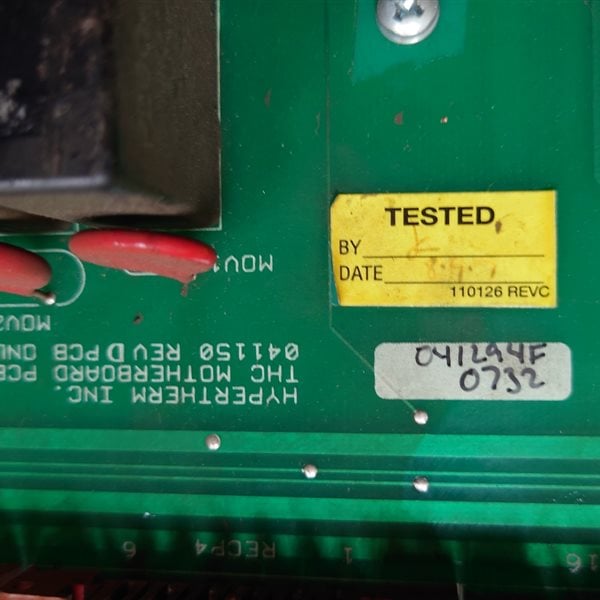 TESTED
BY
DATE
110126 REVC
041294F
0732
HYPERTHERM INC.
THC MOTHERBOARD PCB
041150 REV D PCB ONL
MOV1
MOV2
RECP4
6
1
16